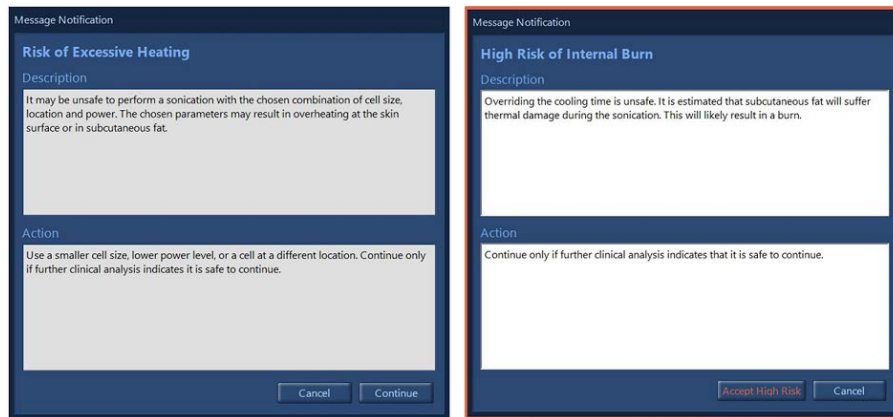 Message Notification
Risk of Excessive Heating
Description
It may be unsafe to perform a sonication with the chosen combination of cell size,
location and power. The chosen parameters may result in overheating at the skin
surface or in subcutaneous fat.
Action
Use a smaller cell size, lower power level, or a cell at a different location. Continue only
if further clinical analysis indicates it is safe to continue.
Cancel
Continue
Message Notification
High Risk of Internal Burn
Description
Overriding the cooling time is unsafe. It is estimated that subcutaneous fat will suffer
thermal damage during the sonication. This will likely result in a burn.
Action
Continue only if further clinical analysis indicates that it is safe to continue.
Accept High Risk
Cancel